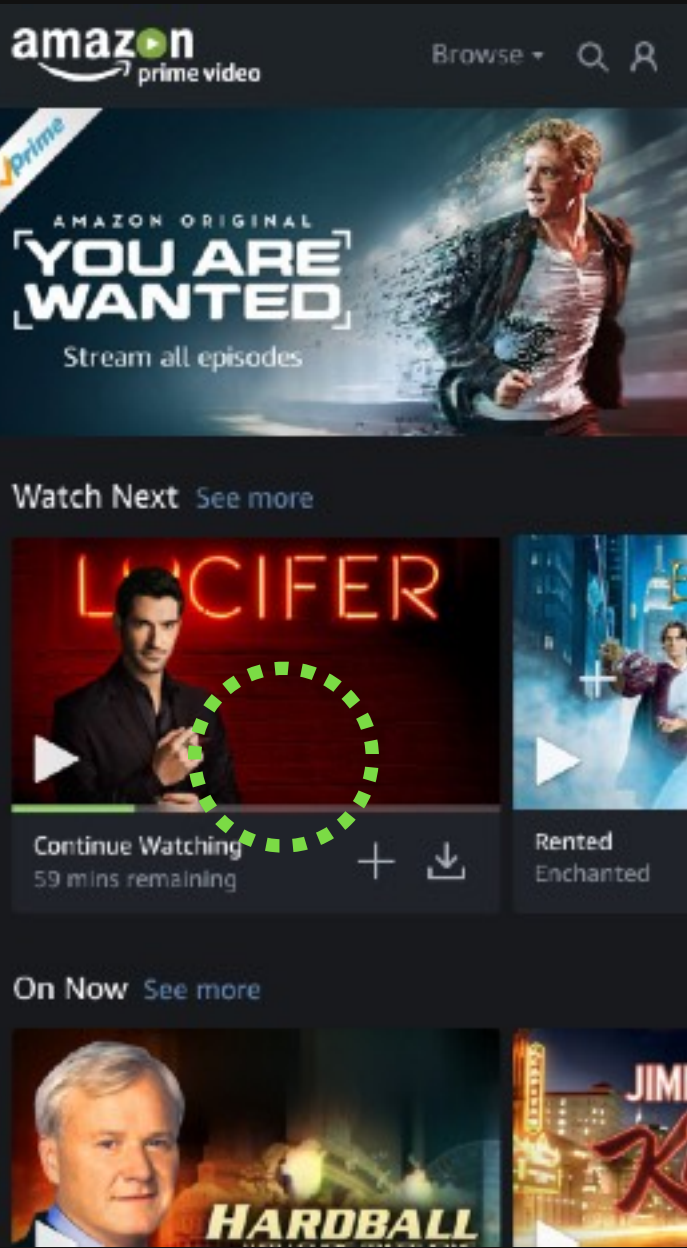 amazon
prime video
Browse
Prime
AMAZON ORIGINAL
YOU ARE
WANTED
Stream all episodes
Watch Next See more
LUCIFER
Continue Watching
59 mins remaining
Rented
Enchanted
On Now See more
HARDBALL
JIM
K